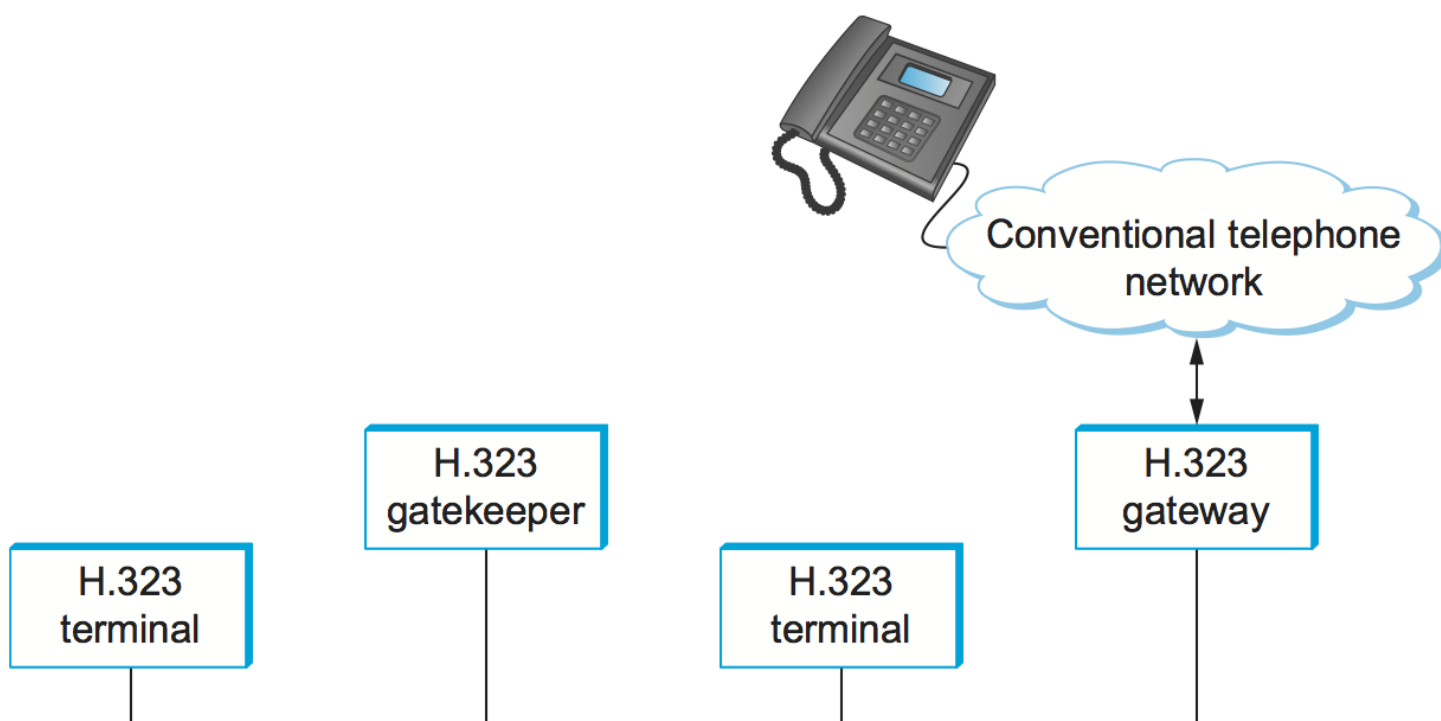 Conventional telephone
network
H.323
gatekeeper
H.323
gateway
H.323
terminal
H.323
terminal